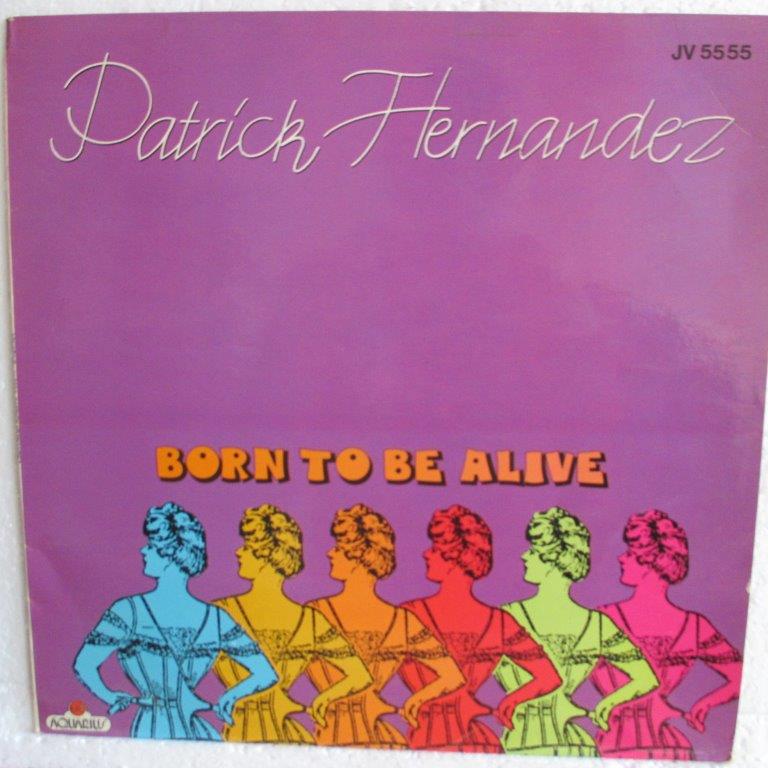 JV 5555
Patrick Hernandez
BORN TO BE ALIVE
AQUARIUS